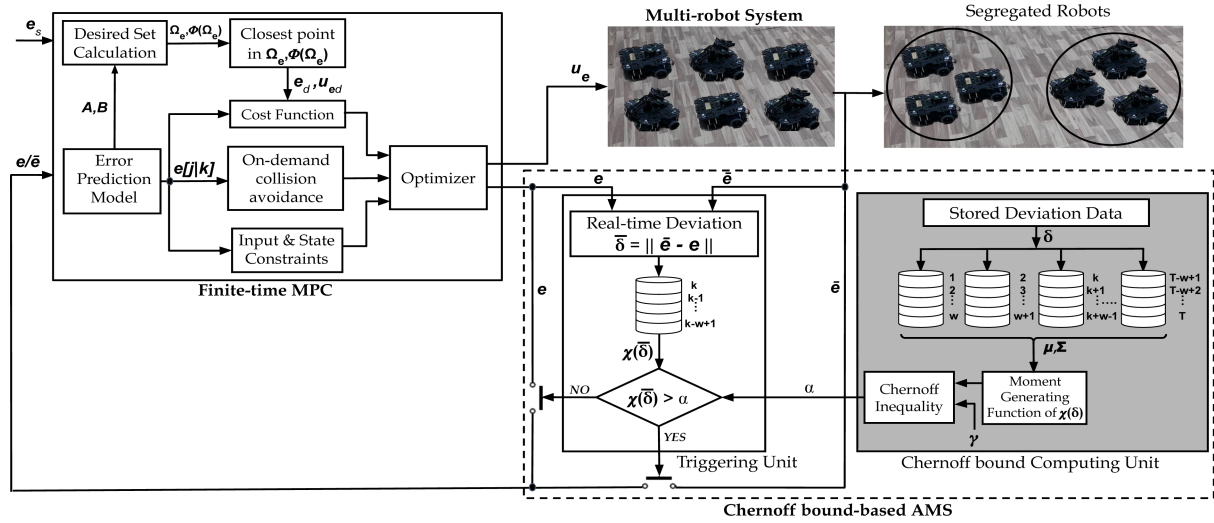 e_s
Desired Set
Calculation
Ω_e,Φ(Ω_e)
Closest point
in Ω_e,Φ(Ω_e)
e_d ,u_ed
A,B
Cost Function
e/ē
Error
Prediction
Model
e[j|k]
On-demand
collision
avoidance
Optimizer
Input & State
Constraints
Finite-time MPC
u_e
Multi-robot System
Segregated Robots
e
ē
Real-time Deviation
δ̅ = || ē - e ||
k
k-1
⋮
k-w+1
χ(δ̅)
χ(δ̅) > α
NO
YES
e
ē
Triggering Unit
Stored Deviation Data
δ
1
2
⋮
w
2
3
⋮
w+1
k
k+1
⋮
k+w-1
.....
T-w+1
T-w+2
⋮
T
μ,Σ
α
Chernoff
Inequality
Moment
Generating
Function of χ(δ)
γ
Chernoff bound Computing Unit
Chernoff bound-based AMS